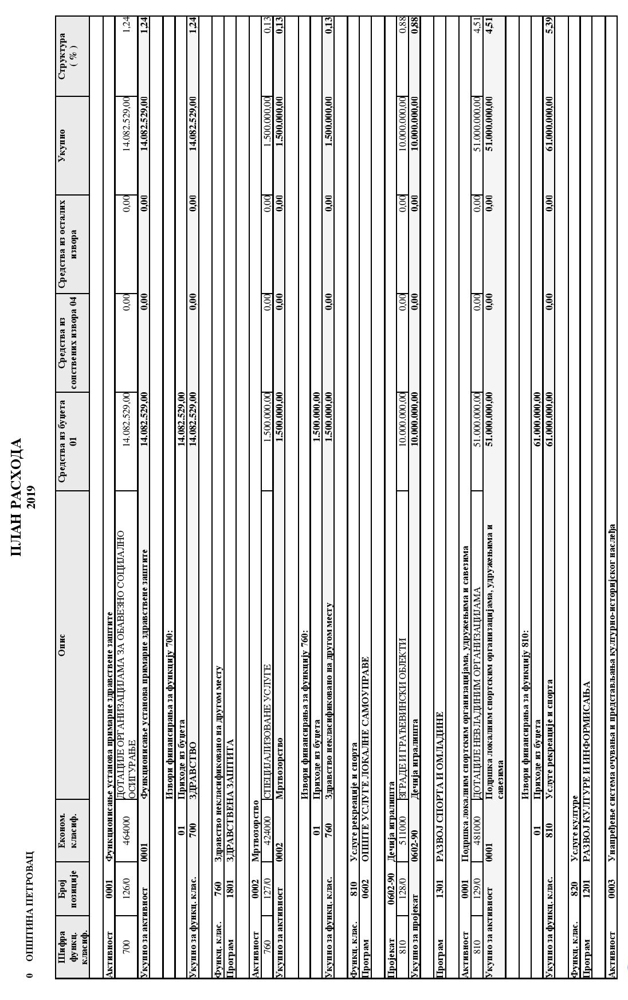 ПЛАН РАСХОДА
2019
0 ОПШТИНА ПЕТРОВАЦ
Шифра функц. класиф. Број позиције Економ. класиф. Опис Средства из буџета 01 Средства из сопствених извора 04 Средства из осталих извора Укупно Структура ( % )
Активност 0001 Функционисање установа примарне здравствене заштите
700 126/0 464000 ДОТАЦИЈЕ ОРГАНИЗАЦИЈАМА ЗА ОБАВЕЗНО СОЦИЈАЛНО 14.082.529,00 0,00 0,00 14.082.529,00 1,24
ОСИГУРАЊЕ
Укупно за активност 0001 Функционисање установа примарне здравствене заштите 14.082.529,00 0,00 0,00 14.082.529,00 1,24
Извори финансирања за функцију 700:
01 Приходе из буџета 14.082.529,00
Укупно за функц. клас. 700 ЗДРАВСТВО 14.082.529,00 0,00 0,00 14.082.529,00 1,24
Функц. клас. 760 Здравство некласификовано на другом месту
Програм 1801 ЗДРАВСТВЕНА ЗАШТИТА
Активност 0002 Мртвозорство
760 127/0 424000 СПЕЦИЈАЛИЗОВАНЕ УСЛУГЕ 1.500.000,00 0,00 0,00 1.500.000,00 0,13
Укупно за активност 0002 Мртвозорство 1.500.000,00 0,00 0,00 1.500.000,00 0,13
Извори финансирања за функцију 760:
01 Приходе из буџета 1.500.000,00
Укупно за функц. клас. 760 Здравство некласификовано на другом месту 1.500.000,00 0,00 0,00 1.500.000,00 0,13
Функц. клас. 810 Услуге рекреације и спорта
Програм 0602 ОПШТЕ УСЛУГЕ ЛОКАЛНЕ САМОУПРАВЕ
Пројекат 0602-90 Дечија игралишта
810 128/0 511000 ЗГРАДЕ И ГРАЂЕВИНСКИ ОБЈЕКТИ 10.000.000,00 0,00 0,00 10.000.000,00 0,88
Укупно за пројекат 0602-90 Дечија игралишта 10.000.000,00 0,00 0,00 10.000.000,00 0,88
Програм 1301 РАЗВОЈ СПОРТА И ОМЛАДИНЕ
Активност 0001 Подршка локалним спортским организацијама, удружењима и савезима
810 129/0 481000 ДОТАЦИЈЕ НЕВЛАДИНИМ ОРГАНИЗАЦИЈАМА 51.000.000,00 0,00 0,00 51.000.000,00 4,51
Укупно за активност 0001 Подршка локалним спортским организацијама, удружењима и 51.000.000,00 0,00 0,00 51.000.000,00 4,51
савезима
Извори финансирања за функцију 810:
01 Приходе из буџета 61.000.000,00
Укупно за функц. клас. 810 Услуге рекреације и спорта 61.000.000,00 0,00 0,00 61.000.000,00 5,39
Функц. клас. 820 Услуге културе
Програм 1201 РАЗВОЈ КУЛТУРЕ И ИНФОРМИСАЊА
Активност 0003 Унапређење система очувања и представљања културно-историјског наслеђа